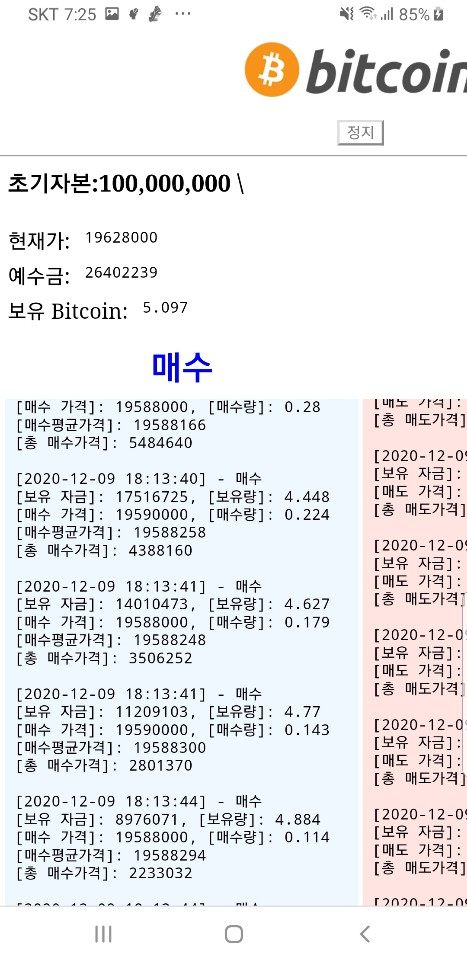 SKT 7:25 85%
bitcoin
정지
초기자본:100,000,000 \
현재가: 19628000
예수금: 26402239
보유 Bitcoin: 5.097
매수
[매수 가격]: 19588000, [매수량]: 0.28
[매수평균가격]: 19588166
[총 매수가격]: 5484640
[2020-12-09 18:13:40] - 매수
[보유 자금]: 17516725, [보유량]: 4.448
[매수 가격]: 19590000, [매수량]: 0.224
[매수평균가격]: 19588258
[총 매수가격]: 4388160
[2020-12-09 18:13:41] - 매수
[보유 자금]: 14010473, [보유량]: 4.627
[매수 가격]: 19588000, [매수량]: 0.179
[매수평균가격]: 19588248
[총 매수가격]: 3506252
[2020-12-09 18:13:41] - 매수
[보유 자금]: 11209103, [보유량]: 4.77
[매수 가격]: 19590000, [매수량]: 0.143
[매수평균가격]: 19588300
[총 매수가격]: 2801370
[2020-12-09 18:13:44] - 매수
[보유 자금]: 8976071, [보유량]: 4.884
[매수 가격]: 19588000, [매수량]: 0.114
[매수평균가격]: 19588294
[총 매수가격]: 2233032
[매도 가격]:
[총 매도가격]
[2020-12-09
[보유 자금]:
[매도 가격]:
[총 매도가격]
[2020-12-09
[보유 자금]:
[매도 가격]:
[총 매도가격]
[2020-12-09
[보유 자금]:
[매도 가격]:
[총 매도가격]
[2020-12-09
[보유 자금]:
[매도 가격]:
[총 매도가격]
[2020-12-09
[보유 자금]:
[매도 가격]:
[총 매도가격]